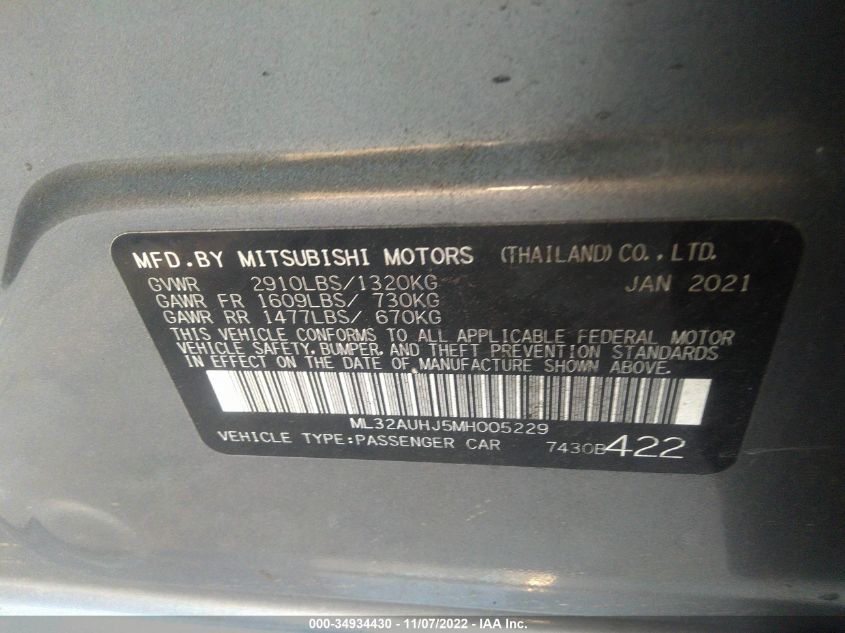 MFD.BY MITSUBISHI MOTORS (THAILAND) CO.,LTD.
GVWR 2910LBS/1320KG JAN 2021
GAWR FR 1609LBS/ 730KG
GAWR RR 1477LBS/ 670KG
THIS VEHICLE CONFORMS TO ALL APPLICABLE FEDERAL MOTOR
VEHICLE SAFETY, BUMPER, AND THEFT PREVENTION STANDARDS
IN EFFECT ON THE DATE OF MANUFACTURE SHOWN ABOVE.
ML32AUHJ5MH005229
VEHICLE TYPE:PASSENGER CAR 7430B422
000-34934430 - 11/07/2022 - IAA Inc.